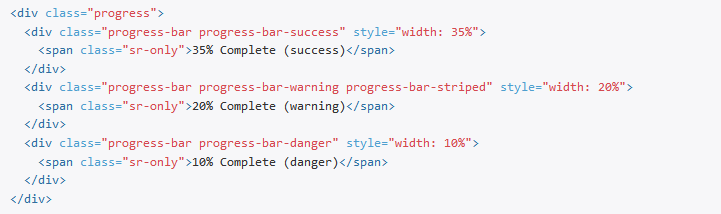 <div class="progress">
  <div class="progress-bar progress-bar-success" style="width: 35%">
    <span class="sr-only">35% Complete (success)</span>
  </div>
  <div class="progress-bar progress-bar-warning progress-bar-striped" style="width: 20%">
    <span class="sr-only">20% Complete (warning)</span>
  </div>
  <div class="progress-bar progress-bar-danger" style="width: 10%">
    <span class="sr-only">10% Complete (danger)</span>
  </div>
</div>